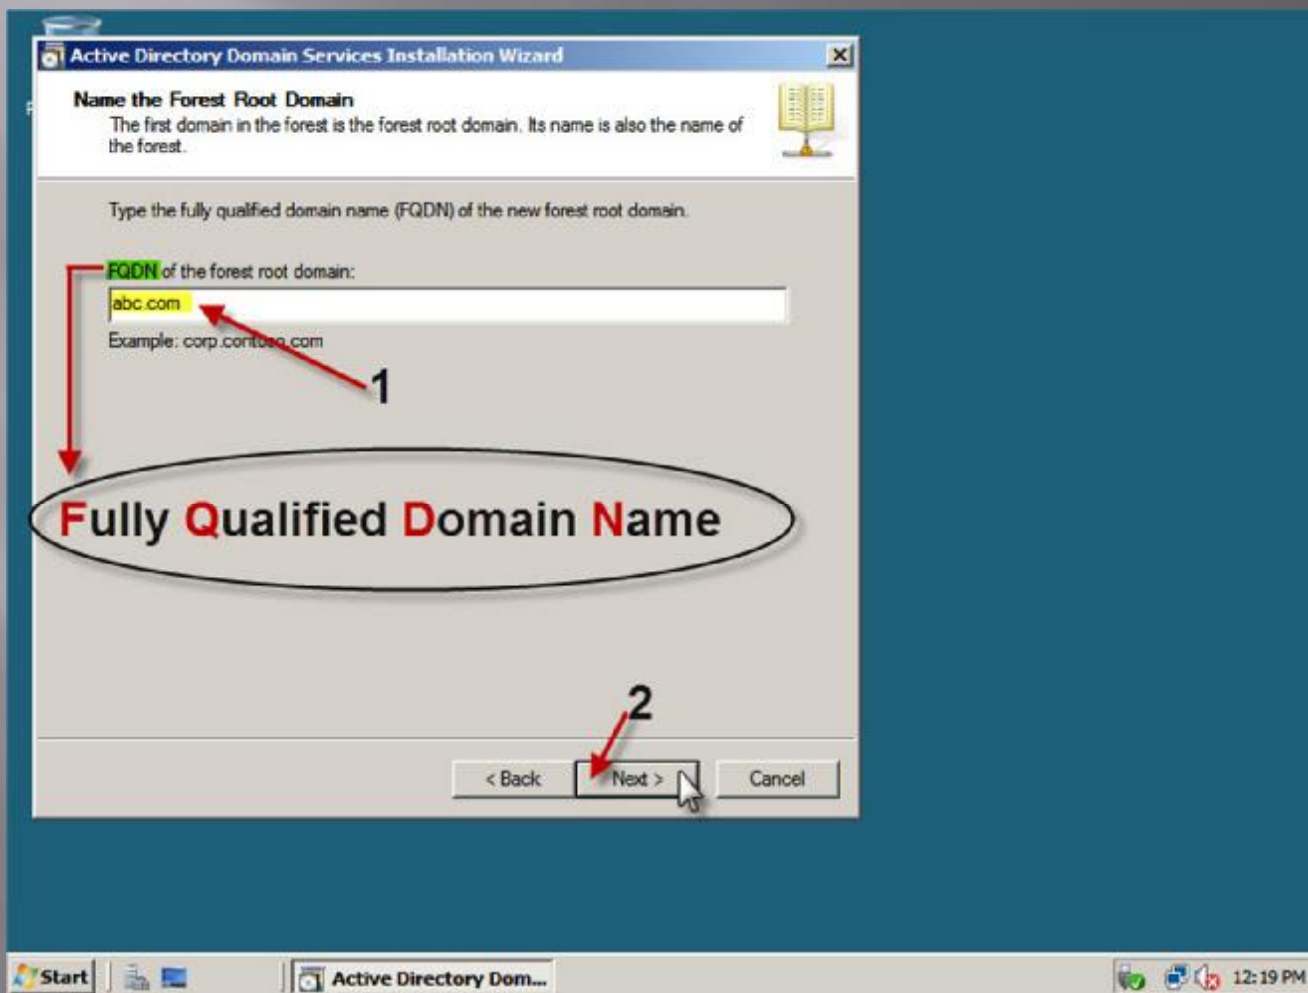 Active Directory Domain Services Installation Wizard
Name the Forest Root Domain
The first domain in the forest is the forest root domain. Its name is also the name of
the forest.
Type the fully qualified domain name (FQDN) of the new forest root domain.
FQDN of the forest root domain:
abc.com
Example: corp.contoso.com
1
Fully Qualified Domain Name
2
< Back
Next >
Cancel
Start
Active Directory Dom...
12:19 PM